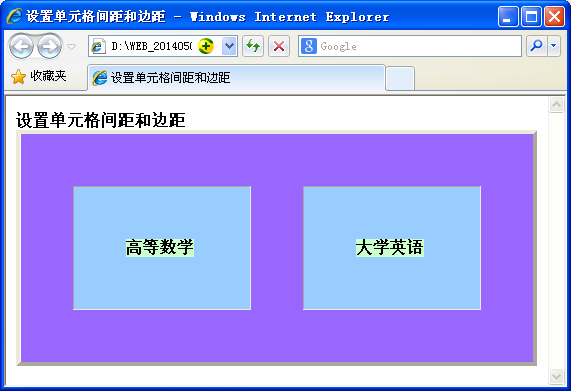 设置单元格间距和边距 - Windows Internet Explorer
D:\WEB_201405
Google
收藏夹
设置单元格间距和边距
设置单元格间距和边距
高等数学
大学英语